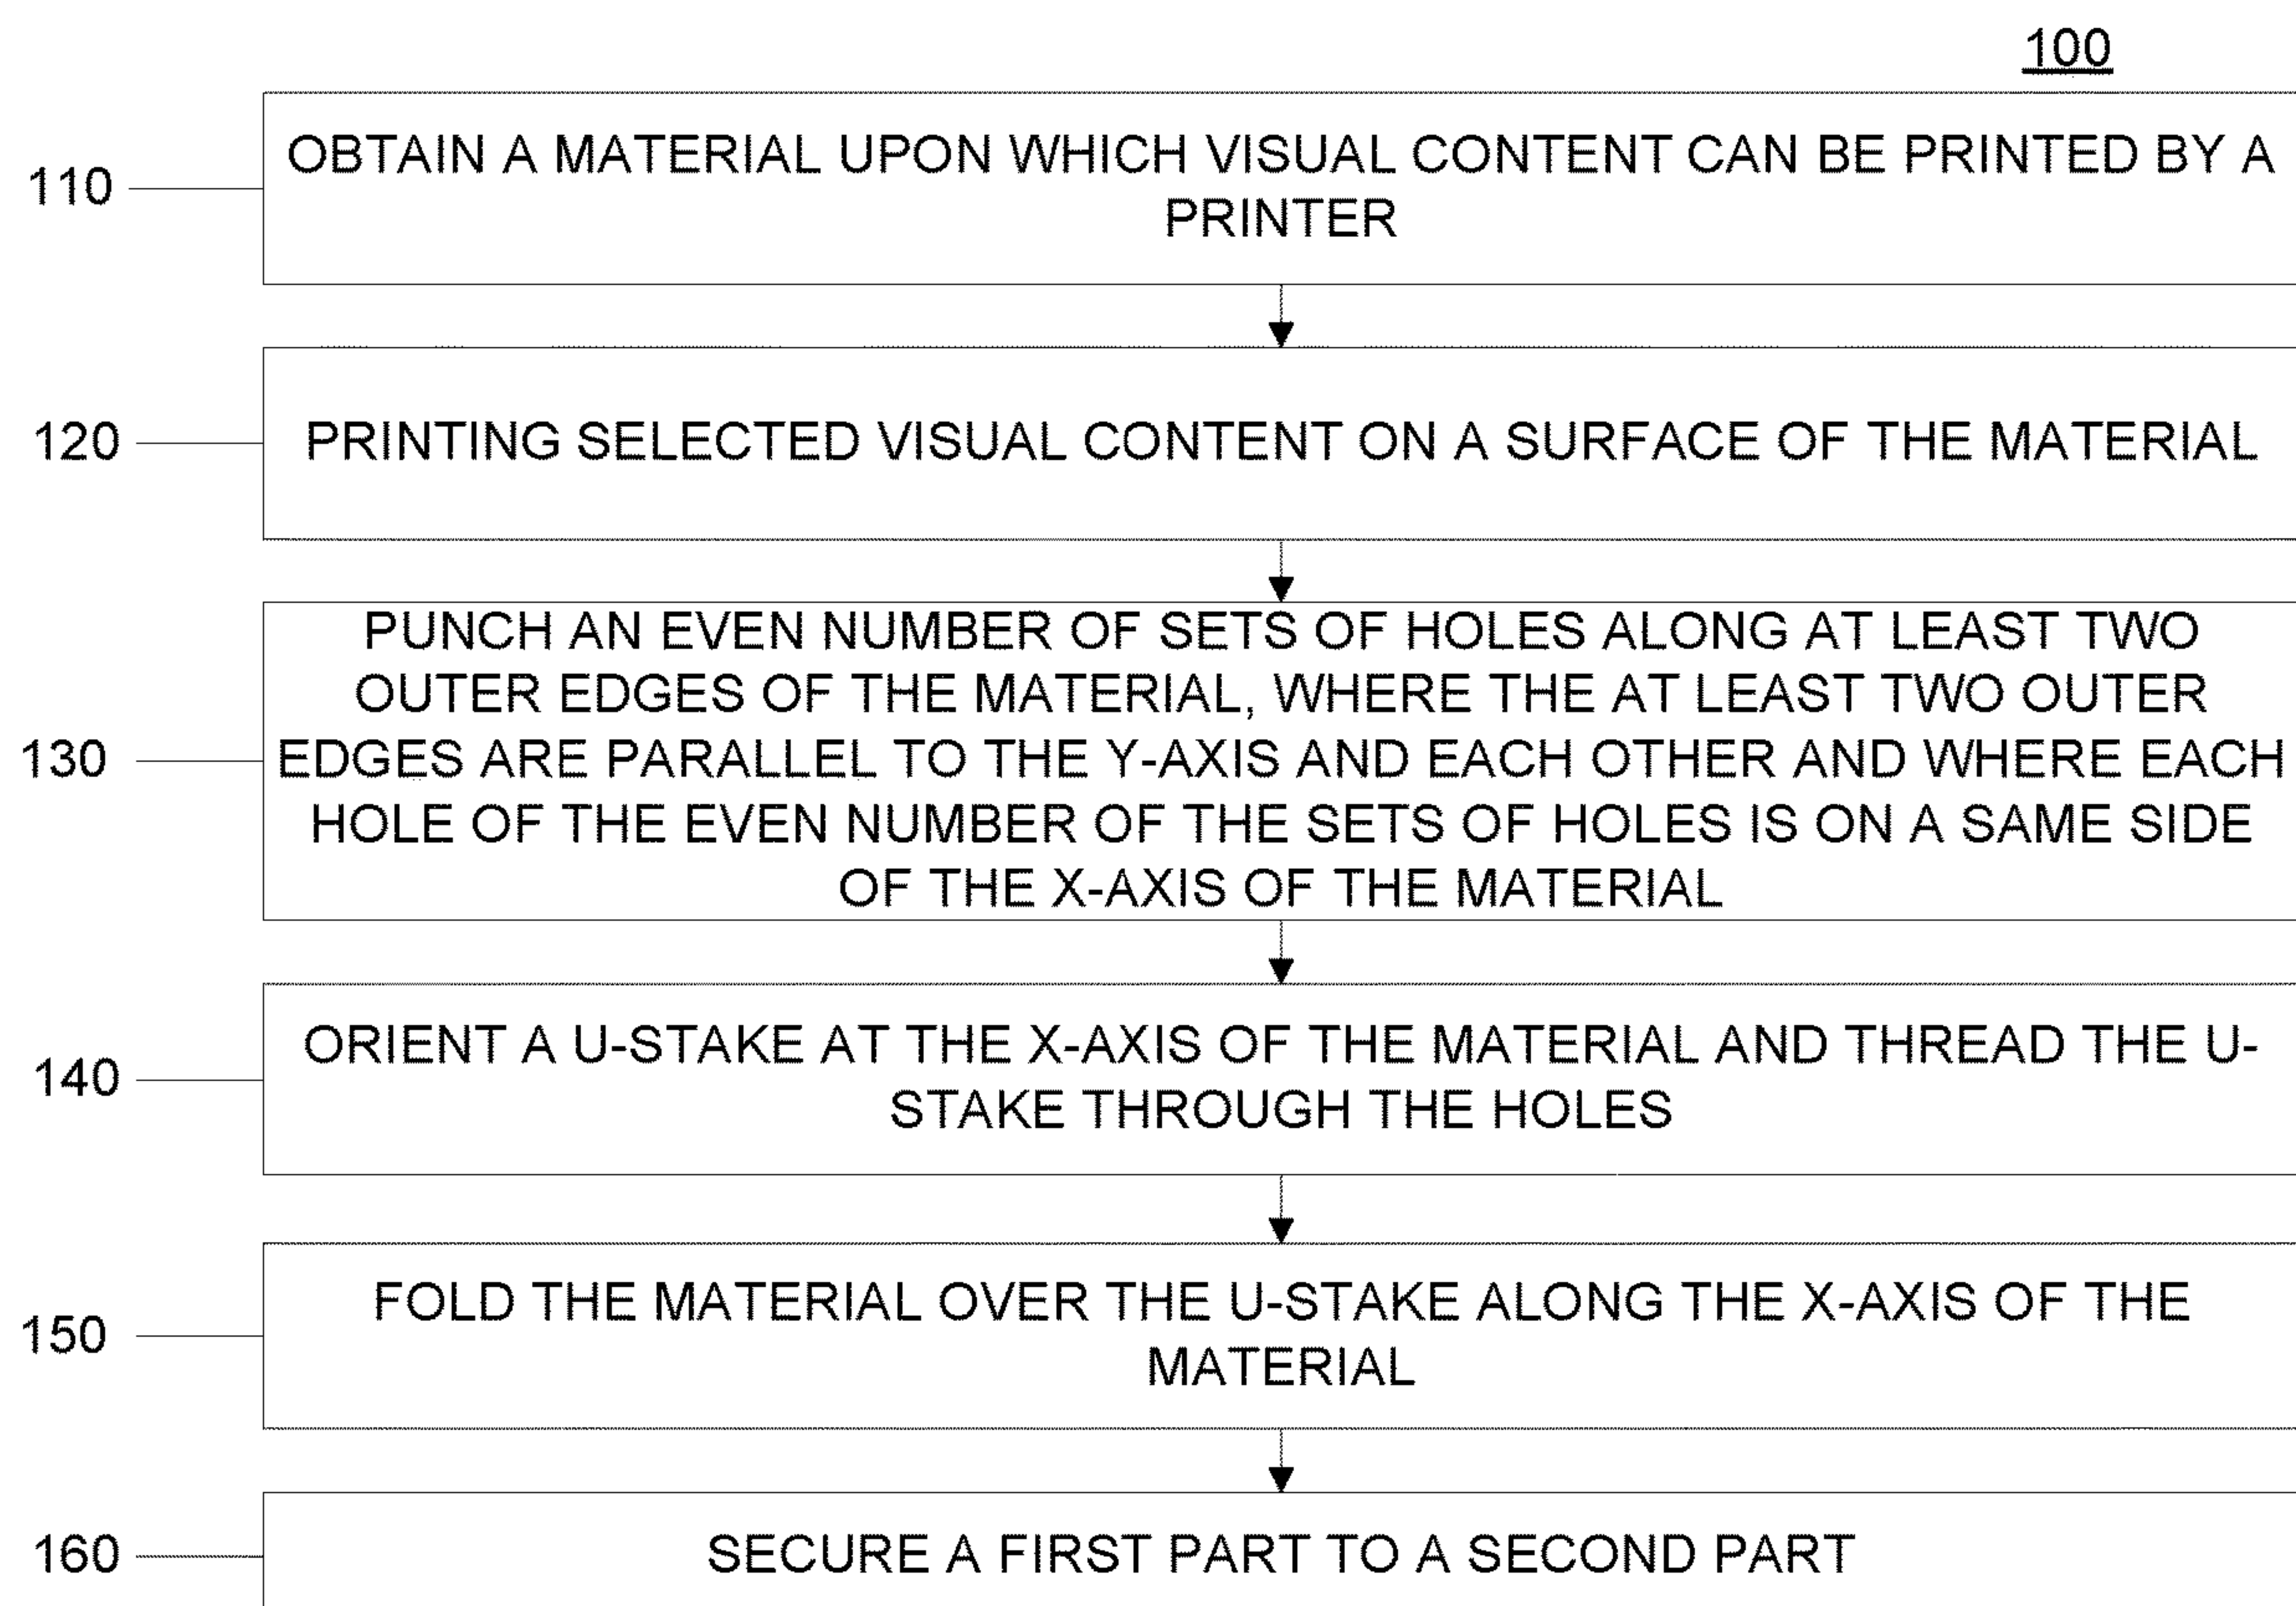 100
110
OBTAIN A MATERIAL UPON WHICH VISUAL CONTENT CAN BE PRINTED BY A
PRINTER
120
PRINTING SELECTED VISUAL CONTENT ON A SURFACE OF THE MATERIAL
130
PUNCH AN EVEN NUMBER OF SETS OF HOLES ALONG AT LEAST TWO
OUTER EDGES OF THE MATERIAL, WHERE THE AT LEAST TWO OUTER
EDGES ARE PARALLEL TO THE Y-AXIS AND EACH OTHER AND WHERE EACH
HOLE OF THE EVEN NUMBER OF THE SETS OF HOLES IS ON A SAME SIDE
OF THE X-AXIS OF THE MATERIAL
140
ORIENT A U-STAKE AT THE X-AXIS OF THE MATERIAL AND THREAD THE U-
STAKE THROUGH THE HOLES
150
FOLD THE MATERIAL OVER THE U-STAKE ALONG THE X-AXIS OF THE
MATERIAL
160
SECURE A FIRST PART TO A SECOND PART